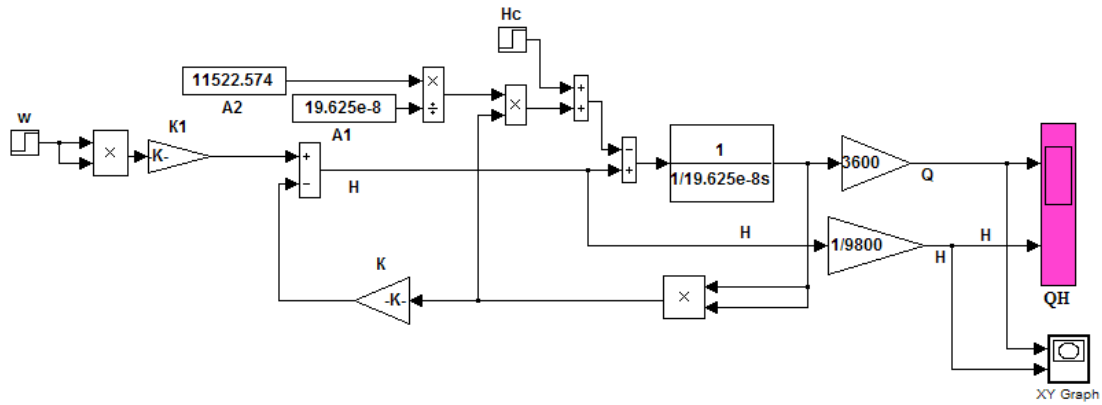 Hc
11522.574
×
÷
A2
19.625e-8
A1
×
+
+
w
×
K1
-K-
+
−
H
−
+
1
1/19.625e-8s
3600
Q
H
1/9800
H
H
K
-K-
×
QH
XY Graph